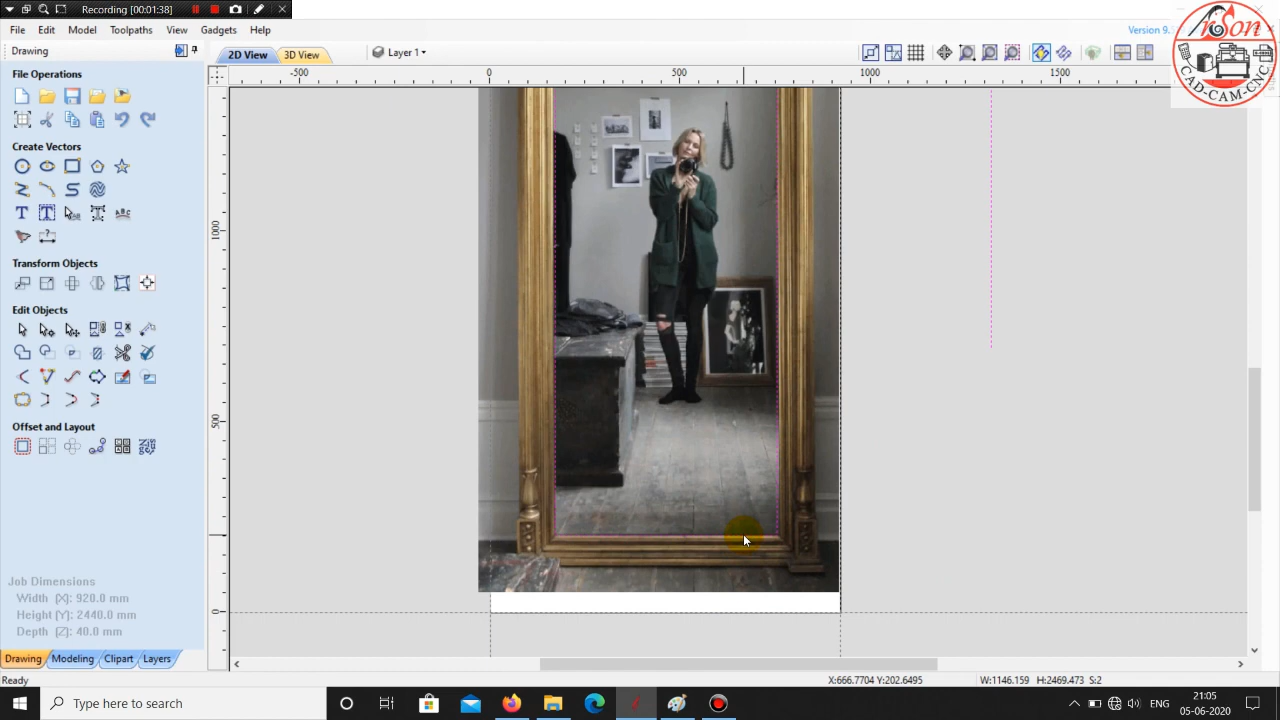 Recording [00:01:38]
File Edit Model Toolpaths View Gadgets Help
Version 9.
Drawing
2D View 3D View Layer 1
-500 0 500 1000 1500
1000
500
0
File Operations
Create Vectors
Transform Objects
Edit Objects
Offset and Layout
Job Dimensions
Width (X): 920.0 mm
Height (Y): 2440.0 mm
Depth (Z): 40.0 mm
Drawing Modeling Clipart Layers
Ready
X:666.7704 Y:202.6495
W:1146.159 H:2469.473 S:2
Type here to search
ENG
21:05
05-06-2020
CAD-CAM-CNC